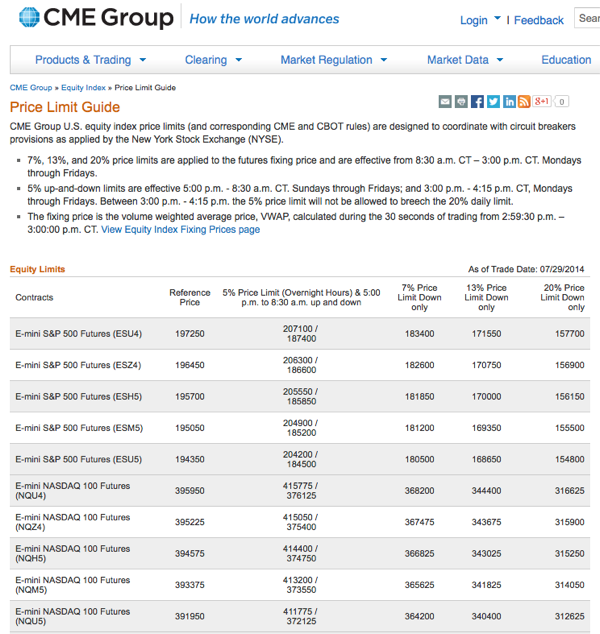 CME Group
How the world advances
Login | Feedback
Sear
Products & Trading
Clearing
Market Regulation
Market Data
Education
CME Group » Equity Index » Price Limit Guide
Price Limit Guide
g+1 0
CME Group U.S. equity index price limits (and corresponding CME and CBOT rules) are designed to coordinate with circuit breakers
provisions as applied by the New York Stock Exchange (NYSE).
7%, 13%, and 20% price limits are applied to the futures fixing price and are effective from 8:30 a.m. CT – 3:00 p.m. CT. Mondays
through Fridays.
5% up-and-down limits are effective 5:00 p.m. - 8:30 a.m. CT. Sundays through Fridays; and 3:00 p.m. - 4:15 p.m. CT, Mondays
through Fridays. Between 3:00 p.m. - 4:15 p.m. the 5% price limit will not be allowed to breech the 20% daily limit.
The fixing price is the volume weighted average price, VWAP, calculated during the 30 seconds of trading from 2:59:30 p.m. –
3:00:00 p.m. CT. View Equity Index Fixing Prices page
Equity Limits
As of Trade Date: 07/29/2014
Contracts
Reference
Price
5% Price Limit (Overnight Hours) & 5:00
p.m. to 8:30 a.m. up and down
7% Price
Limit Down
only
13% Price
Limit Down
only
20% Price
Limit Down
only
E-mini S&P 500 Futures (ESU4) 197250 207100 /
187400 183400 171550 157700
E-mini S&P 500 Futures (ESZ4) 196450 206300 /
186600 182600 170750 156900
E-mini S&P 500 Futures (ESH5) 195700 205550 /
185850 181850 170000 156150
E-mini S&P 500 Futures (ESM5) 195050 204900 /
185200 181200 169350 155500
E-mini S&P 500 Futures (ESU5) 194350 204200 /
184500 180500 168650 154800
E-mini NASDAQ 100 Futures
(NQU4) 395950 415775 /
376125 368200 344400 316625
E-mini NASDAQ 100 Futures
(NQZ4) 395225 415050 /
375400 367475 343675 315900
E-mini NASDAQ 100 Futures
(NQH5) 394575 414400 /
374750 366825 343025 315250
E-mini NASDAQ 100 Futures
(NQM5) 393375 413200 /
373550 365625 341825 314050
E-mini NASDAQ 100 Futures
(NQU5) 391950 411775 /
372125 364200 340400 312625